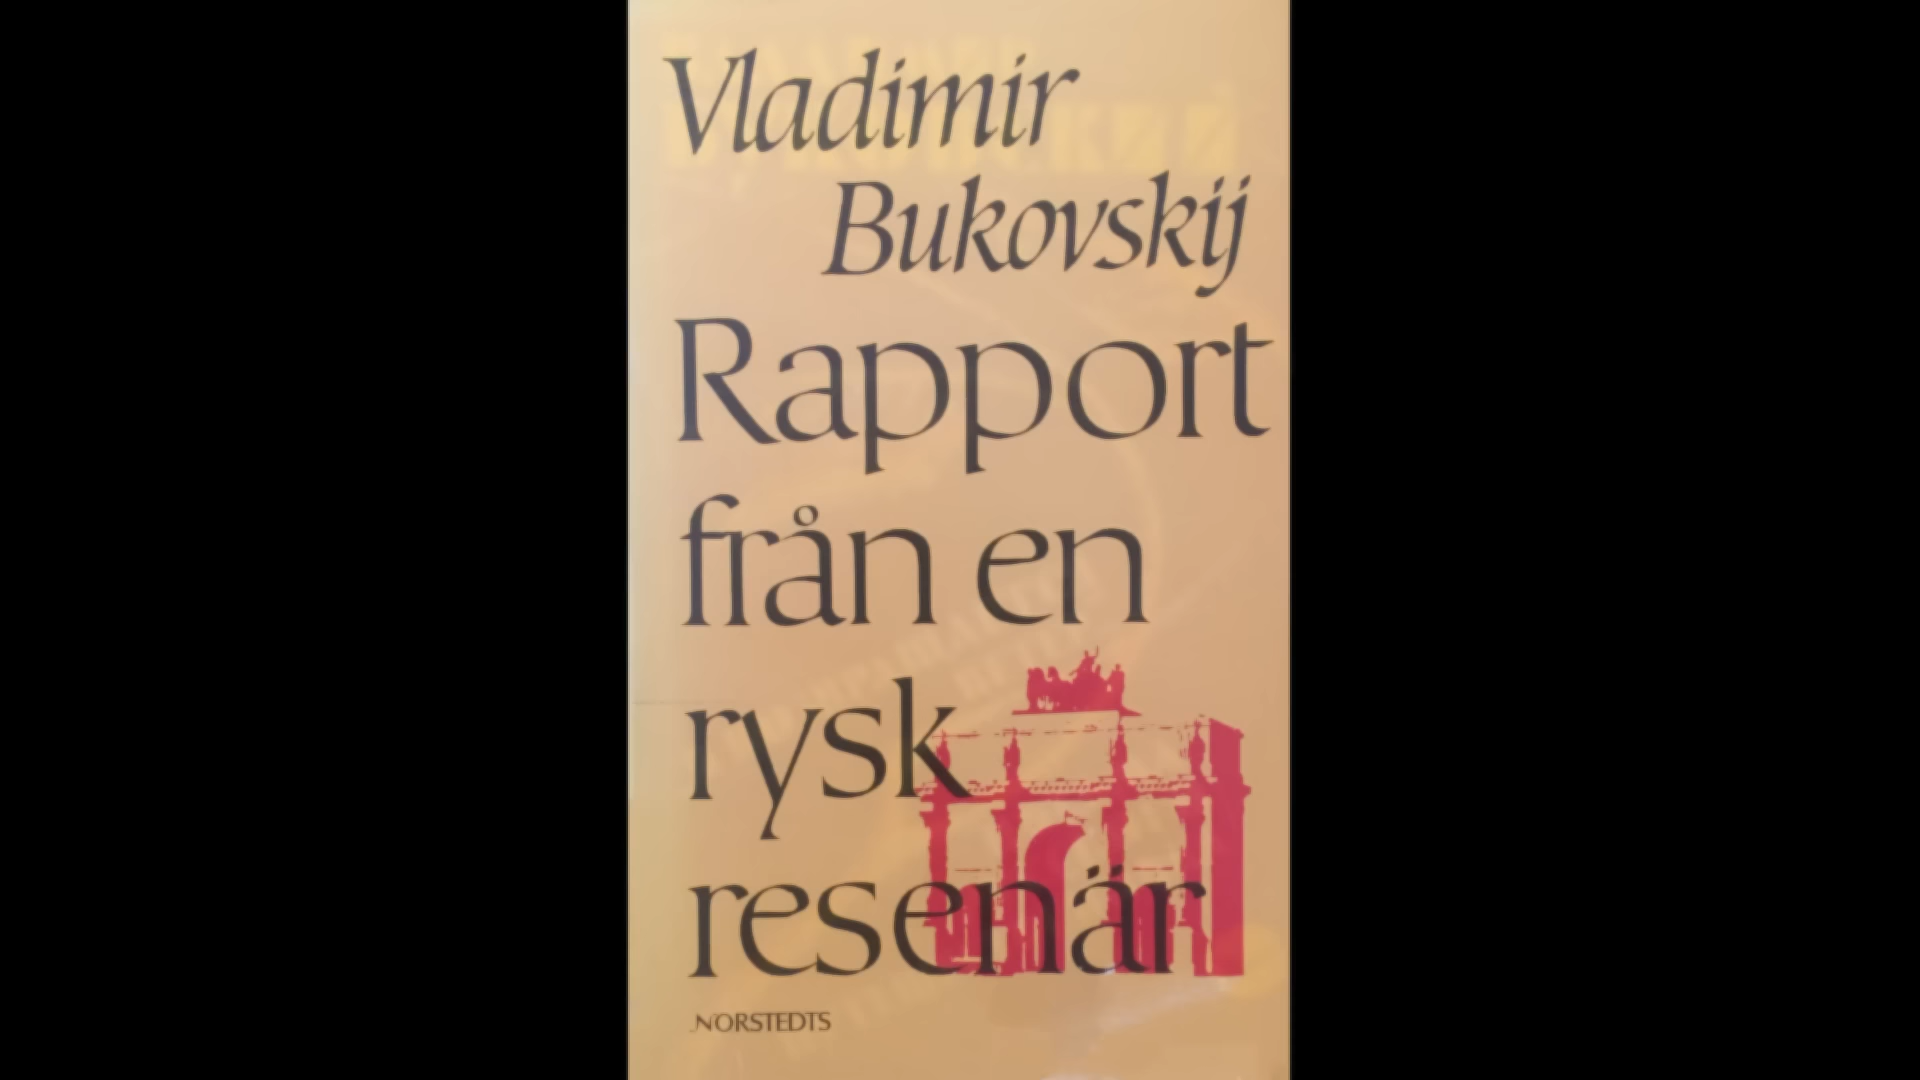 Vladimir
Bukovskij
Rapport
från en
rysk
resenär
NORSTEDTS